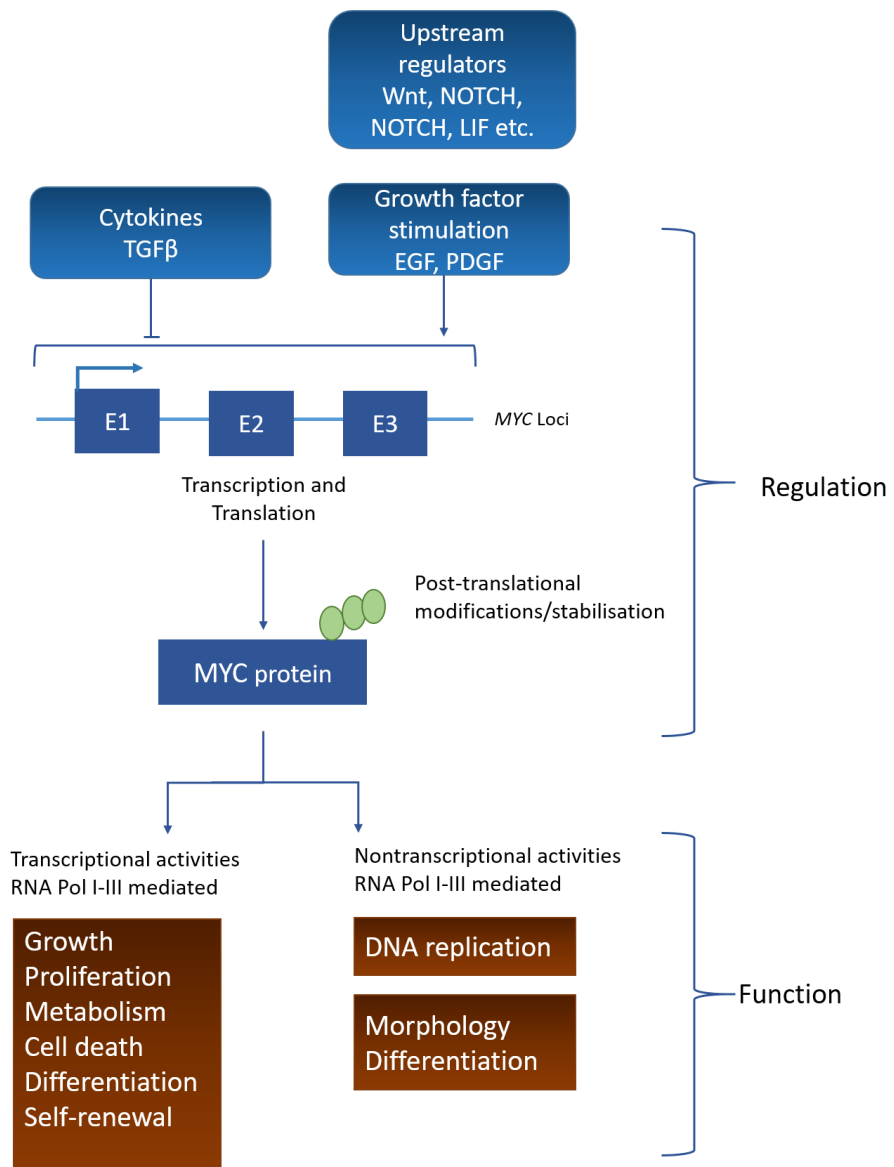 Upstream
regulators
Wnt, NOTCH,
NOTCH, LIF etc.
Cytokines
TGFβ
Growth factor
stimulation
EGF, PDGF
E1
E2
E3
MYC Loci
Transcription and
Translation
Post-translational
modifications/stabilisation
MYC protein
Regulation
Transcriptional activities
RNA Pol I-III mediated
Growth
Proliferation
Metabolism
Cell death
Differentiation
Self-renewal
Nontranscriptional activities
RNA Pol I-III mediated
DNA replication
Morphology
Differentiation
Function